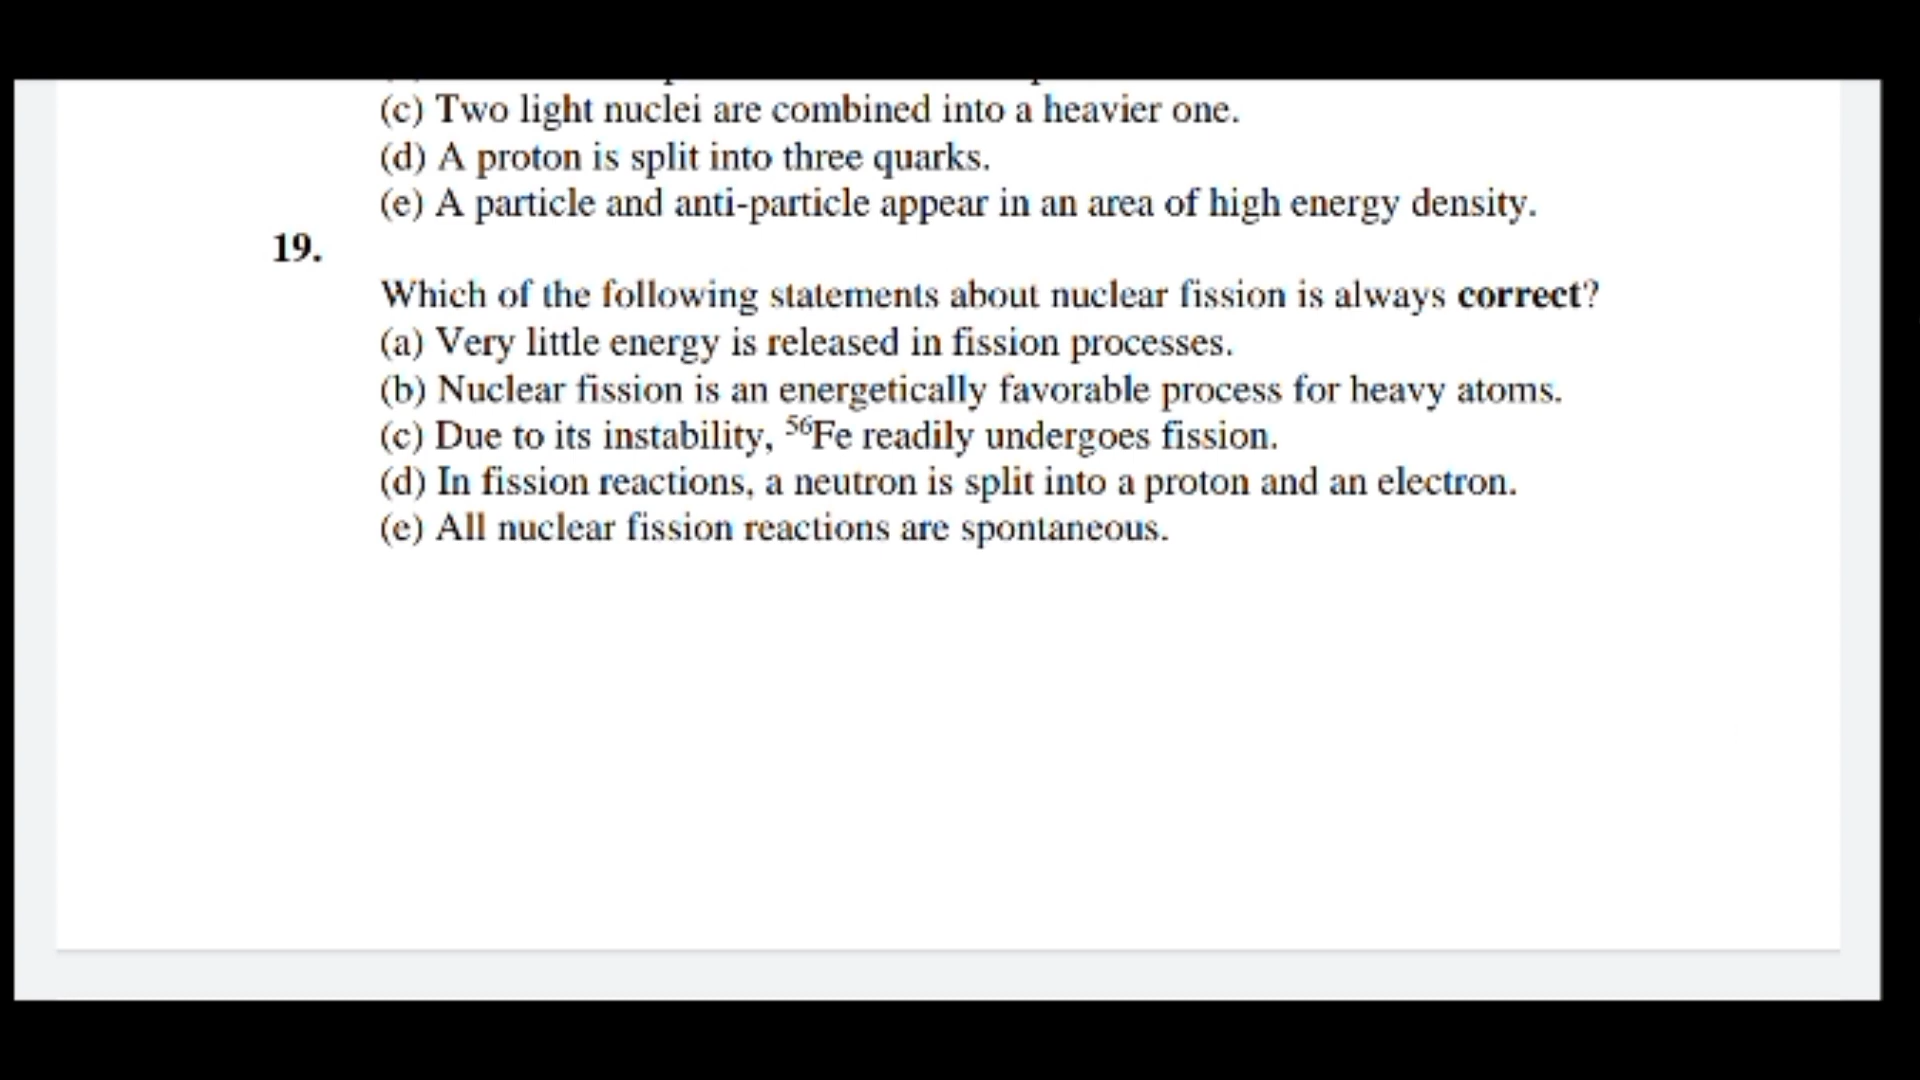 (c) Two light nuclei are combined into a heavier one.
(d) A proton is split into three quarks.
(e) A particle and anti-particle appear in an area of high energy density.
19.
Which of the following statements about nuclear fission is always correct?
(a) Very little energy is released in fission processes.
(b) Nuclear fission is an energetically favorable process for heavy atoms.
(c) Due to its instability, ⁵⁶Fe readily undergoes fission.
(d) In fission reactions, a neutron is split into a proton and an electron.
(e) All nuclear fission reactions are spontaneous.